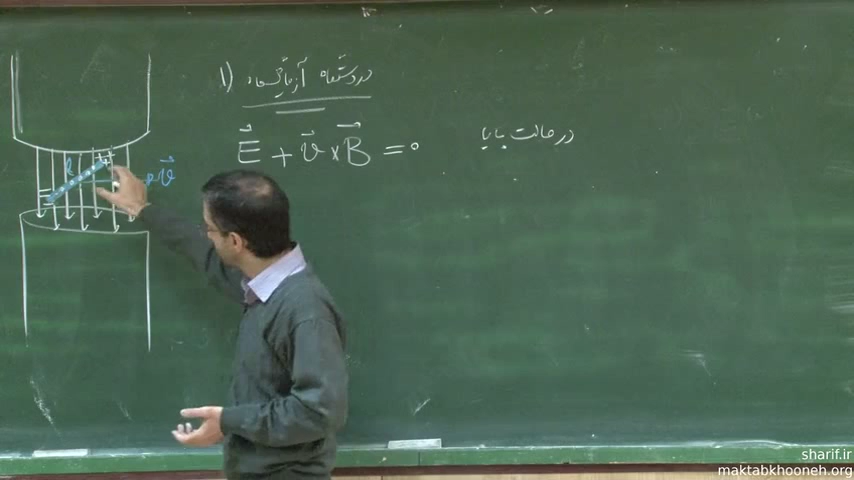 ۱) در دستگاه آزمایشگاه
E⃗ + v⃗ × B⃗ = ۰
در حالت پایا
l
++
v⃗
sharif.ir
maktabkhooneh.org